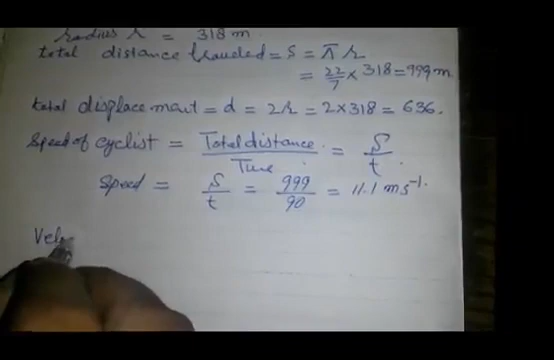 radius r = 318 m
total distance traveled = S = π r
= 22/7 × 318 = 999 m
total displacement = d = 2r = 2×318 = 636.
Speed of cyclist = Total distance / Time = S / t.
Speed = S / t = 999 / 90 = 11.1 ms⁻¹.
Vel